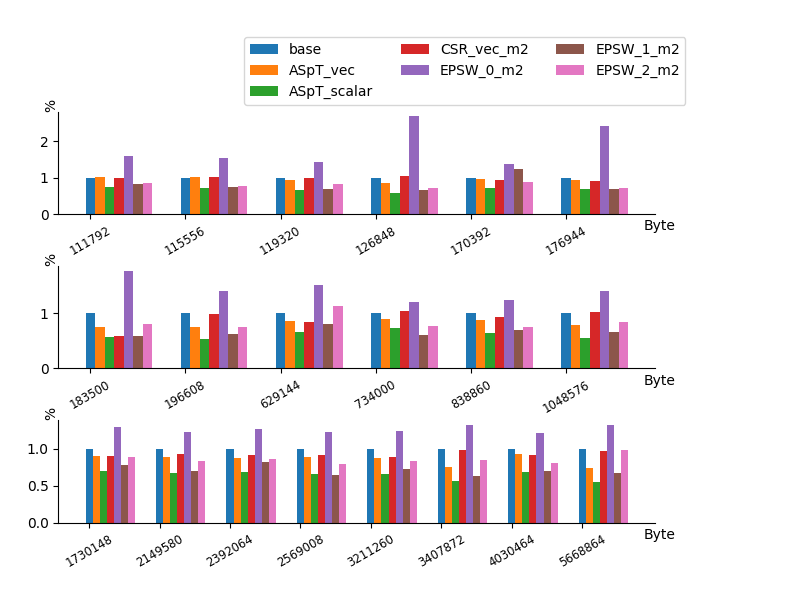 base CSR_vec_m2 EPSW_1_m2
ASpT_vec EPSW_0_m2 EPSW_2_m2
ASpT_scalar
%
2
1
0
111792 115556 119320 126848 170392 176944 Byte
%
1
0
183500 196608 629144 734000 838860 1048576 Byte
%
1.0
0.5
0.0
1730148 2149580 2392064 2569008 3211260 3407872 4030464 5668864 Byte